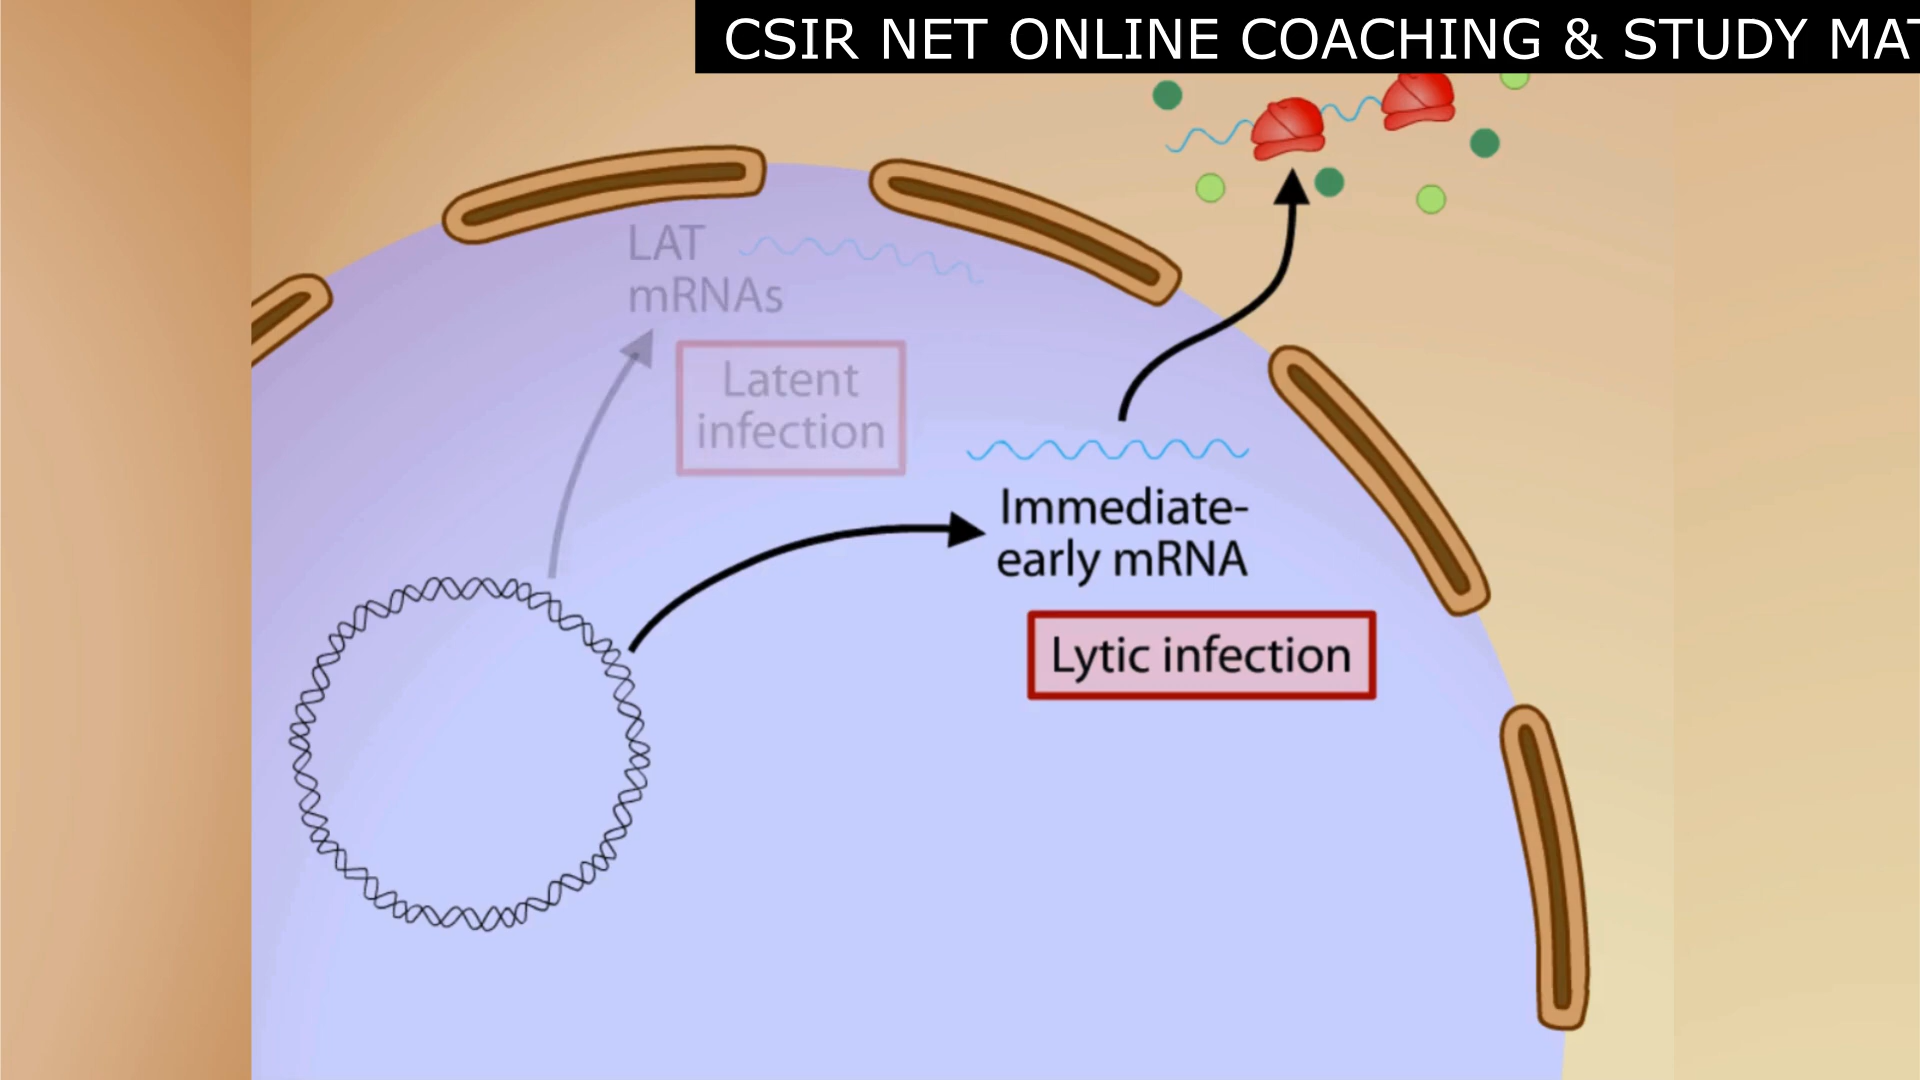 CSIR NET ONLINE COACHING & STUDY MAT
LAT
mRNAs
Latent
infection
Immediate-
early mRNA
Lytic infection